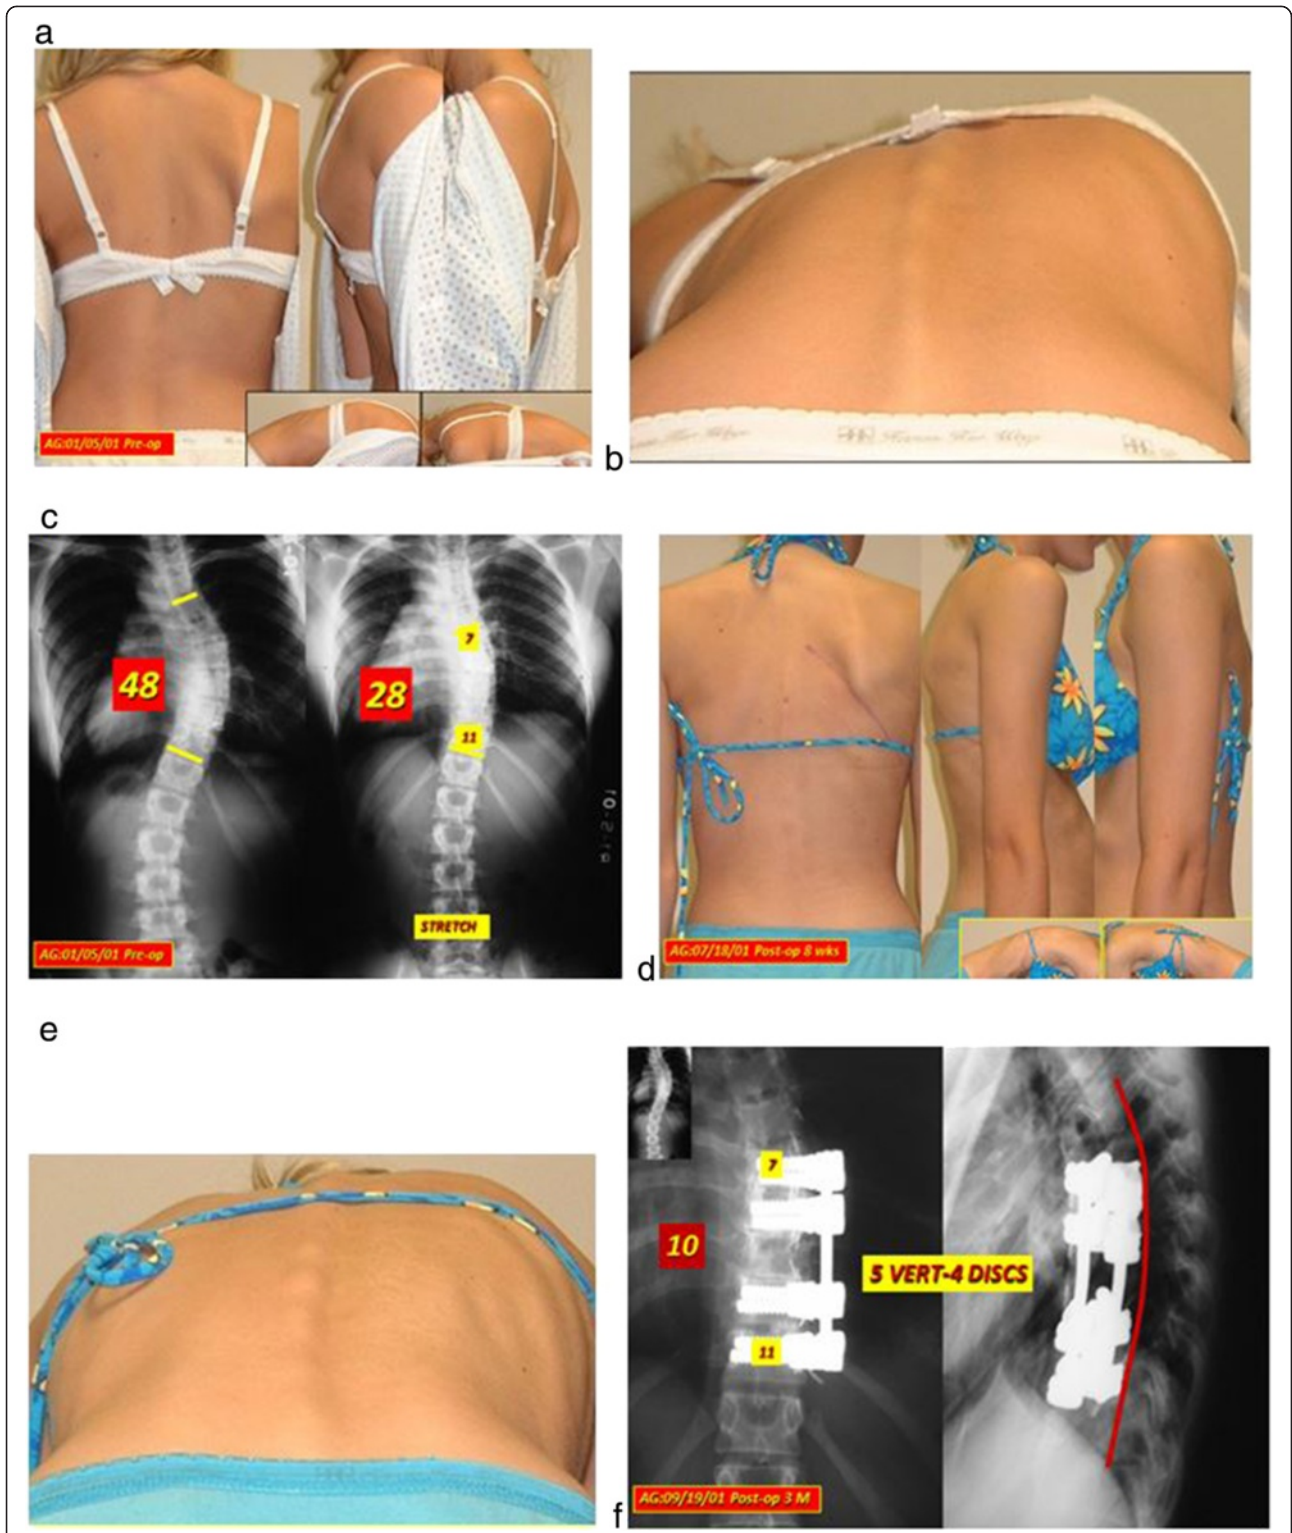 a
AG:01/05/01 Pre-op
b
c
48
28
7
11
STRETCH
AG:01/05/01 Pre-op
d
AG:07/18/01 Post-op 8 wks
e
7
10
5 VERT-4 DISCS
11
AG:09/19/01 Post-op 3 M
f